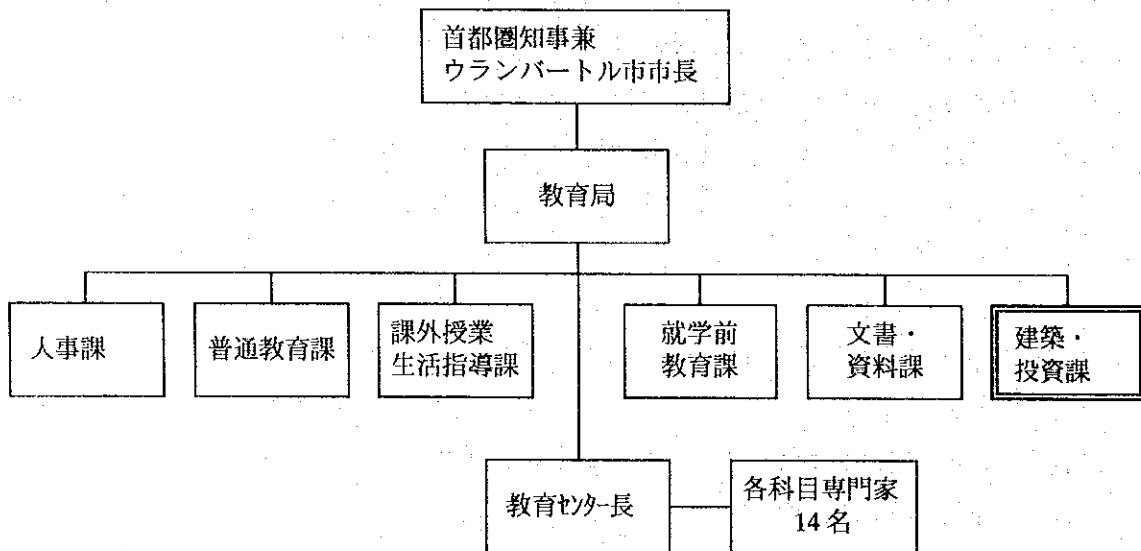 首都圏知事兼
ウランバートル市市長
教育局
人事課
普通教育課
課外授業
生活指導課
就学前
教育課
文書・
資料課
建築・
投資課
教育ｾﾝﾀｰ長
各科目専門家
14名